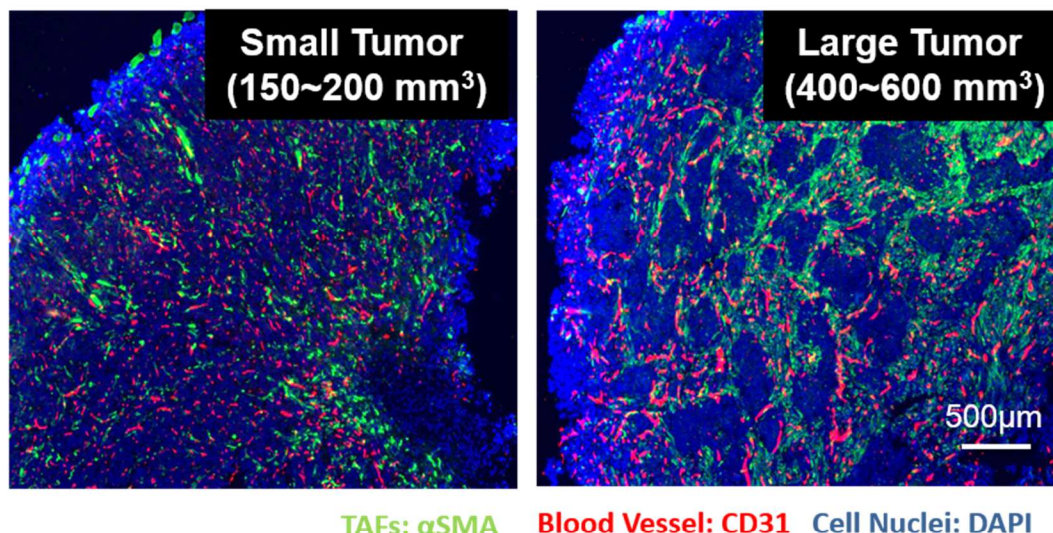 Small Tumor
(150~200 mm³)
Large Tumor
(400~600 mm³)
500μm
TAFs: αSMA Blood Vessel: CD31 Cell Nuclei: DAPI